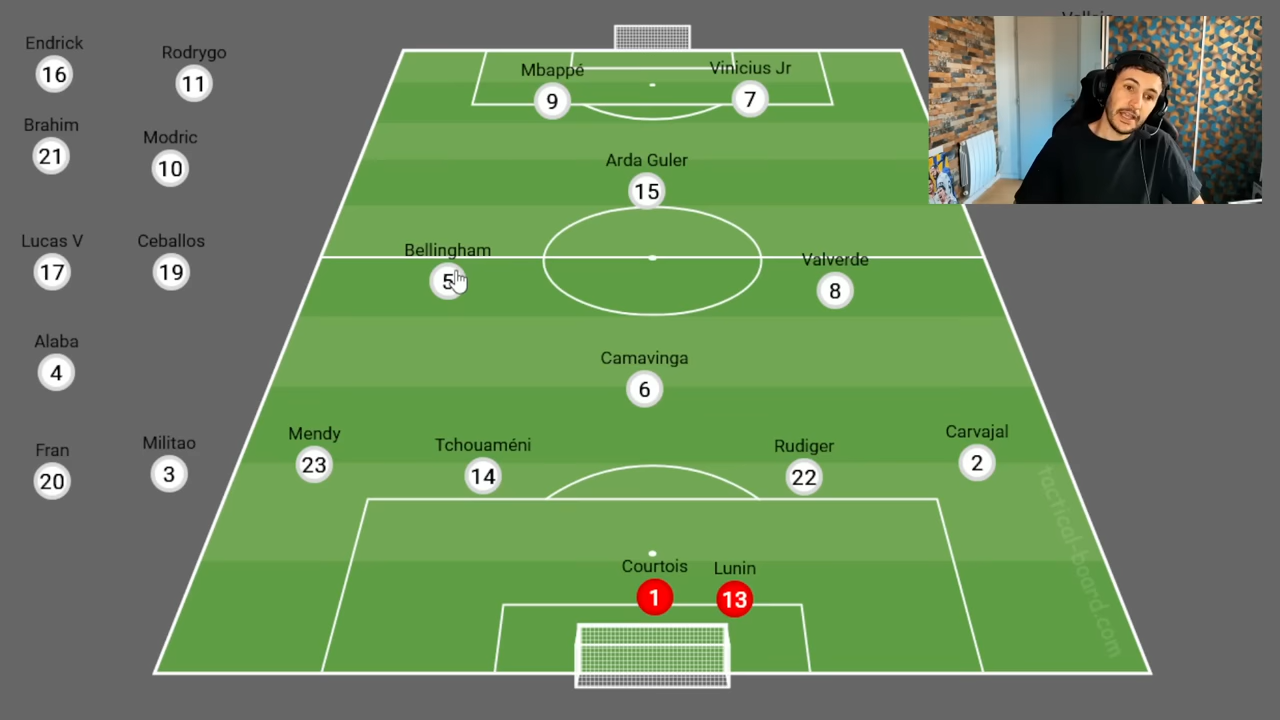 Endrick
16
Rodrygo
11
Brahim
21
Modric
10
Lucas V
17
Ceballos
19
Alaba
4
Fran
20
Militao
3
Mbappé
9
Vinicius Jr
7
Arda Guler
15
Bellingham
5
Valverde
8
Camavinga
6
Mendy
23
Tchouaméni
14
Rudiger
22
Carvajal
2
Courtois
1
Lunin
13
tactical-board.com